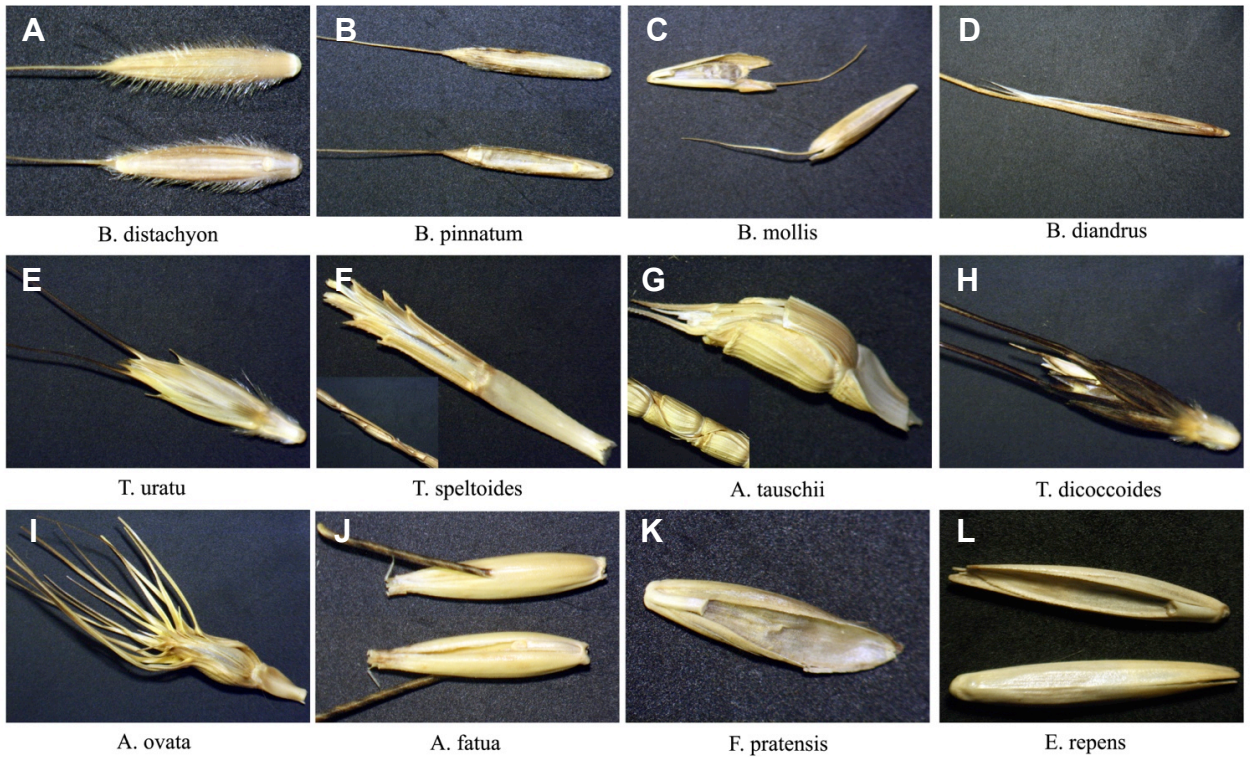 A B C D
B. distachyon B. pinnatum B. mollis B. diandrus
E F G H
T. uratu T. speltoides A. tauschii T. dicoccoides
I J K L
A. ovata A. fatua F. pratensis E. repens